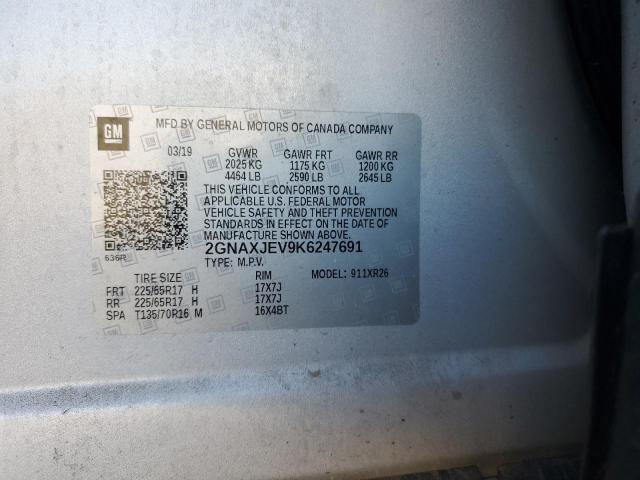 GM
MFD BY GENERAL MOTORS OF CANADA COMPANY
03/19 GVWR GAWR FRT GAWR RR
2025 KG 1175 KG 1200 KG
4464 LB 2590 LB 2645 LB
THIS VEHICLE CONFORMS TO ALL
APPLICABLE U.S. FEDERAL MOTOR
VEHICLE SAFETY AND THEFT PREVENTION
STANDARDS IN EFFECT ON THE DATE OF
MANUFACTURE SHOWN ABOVE.
2GNAXJEV9K6247691
636R
TYPE: M.P.V.
TIRE SIZE RIM MODEL: 911XR26
FRT 225/65R17 H 17X7J
RR 225/65R17 H 17X7J
SPA T135/70R16 M 16X4BT